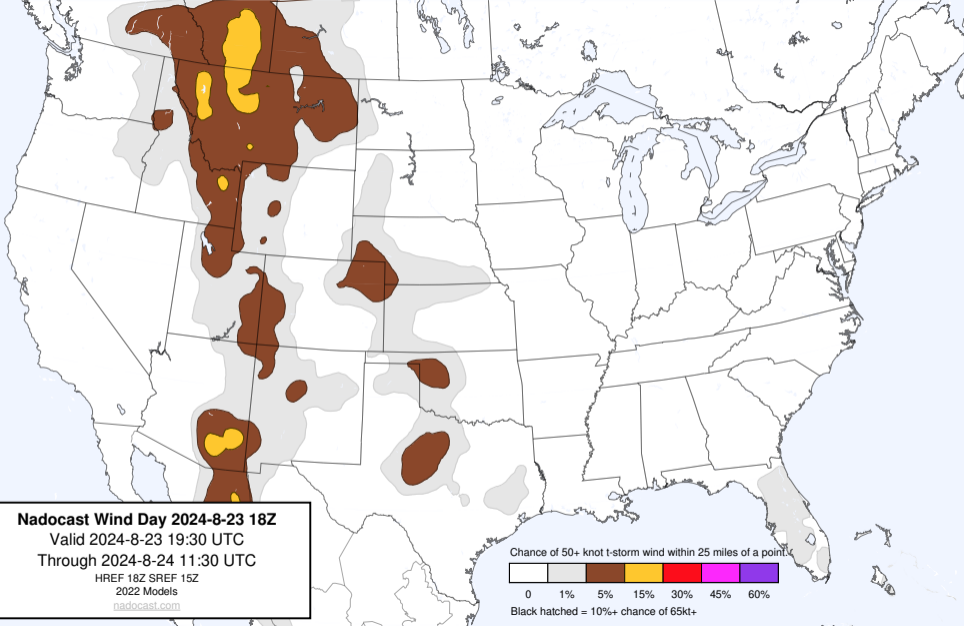 Nadocast Wind Day 2024-8-23 18Z
Valid 2024-8-23 19:30 UTC
Through 2024-8-24 11:30 UTC
HREF 18Z SREF 15Z
2022 Models
nadocast.com
Chance of 50+ knot t-storm wind within 25 miles of a point.
0 1% 5% 15% 30% 45% 60%
Black hatched = 10%+ chance of 65kt+